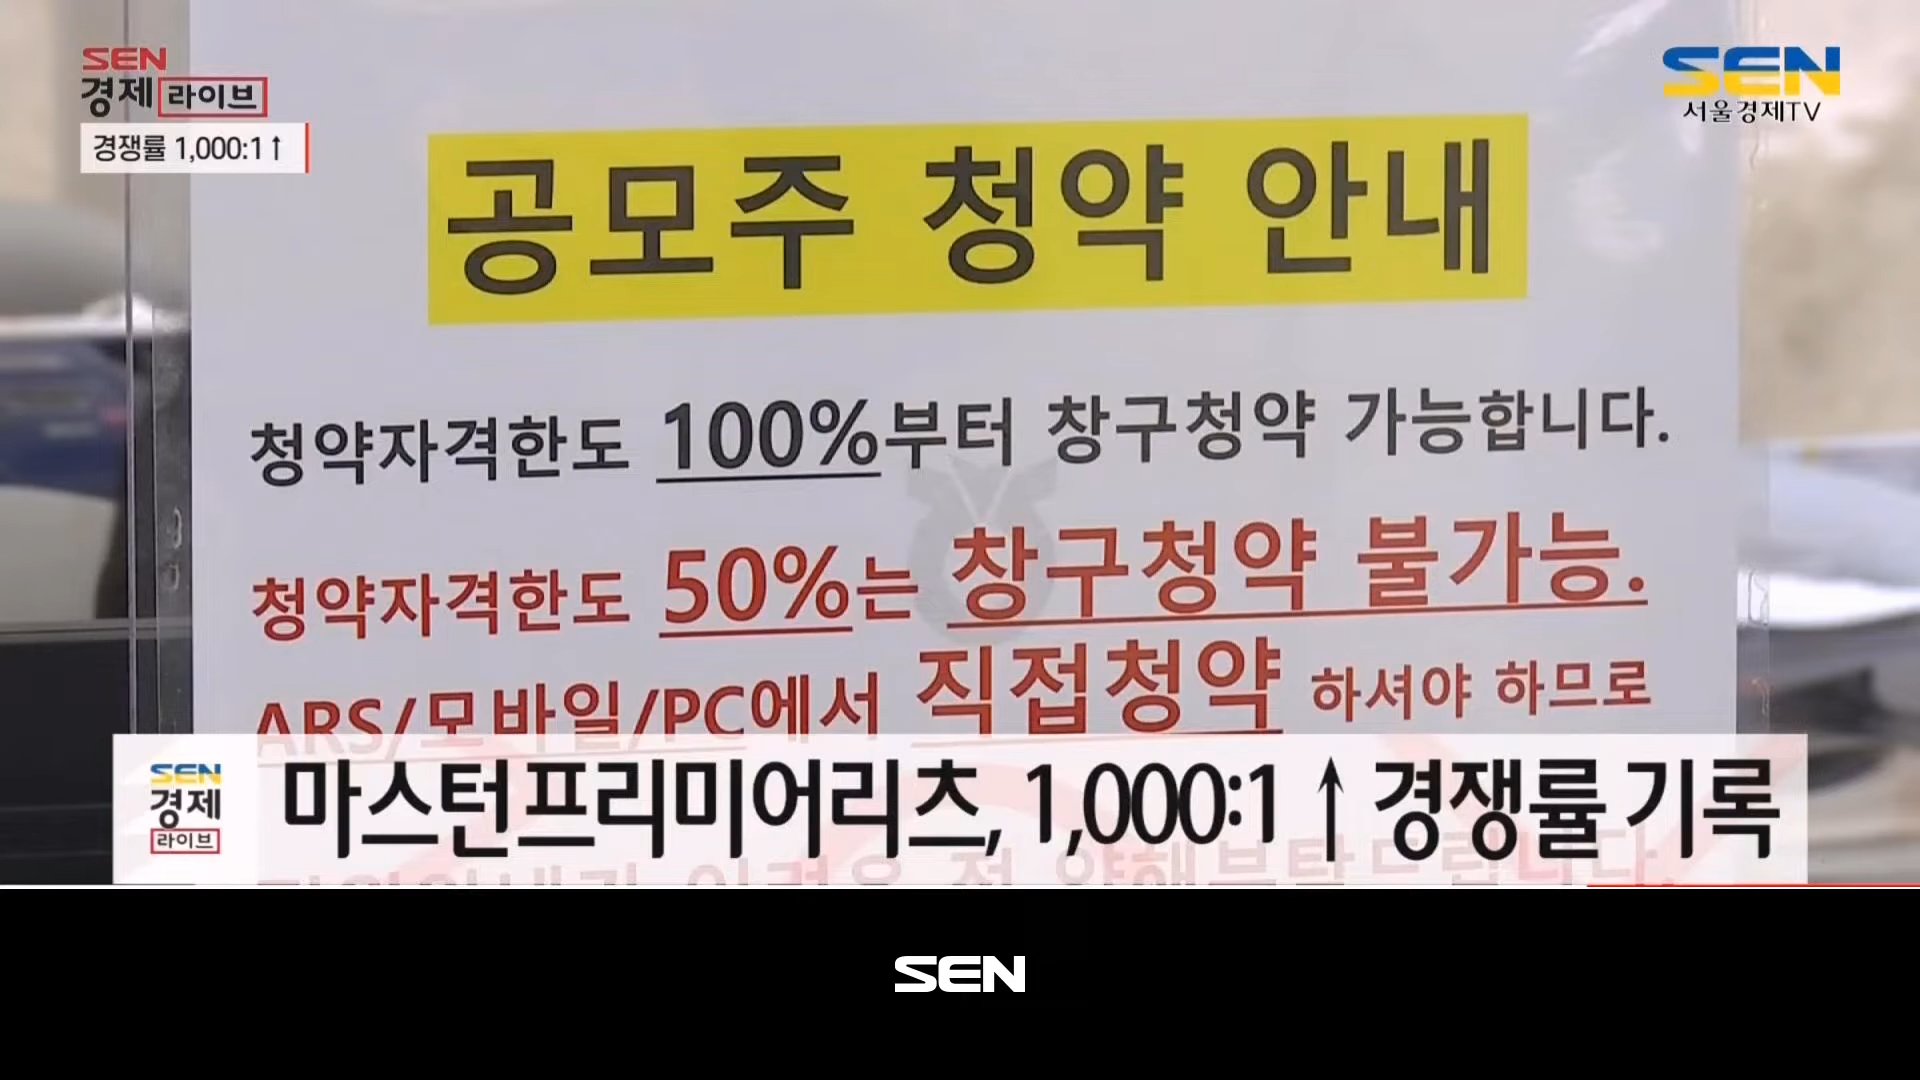 SEN
경제 라이브
경쟁률 1,000:1↑
SEN
서울경제TV
공모주 청약 안내
청약자격한도 100%부터 창구청약 가능합니다.
청약자격한도 50%는 창구청약 불가능.
ARS/모바일/PC에서 직접청약 하셔야 하므로
SEN
경제
라이브
마스턴프리미어리츠, 1,000:1↑경쟁률 기록
SEN